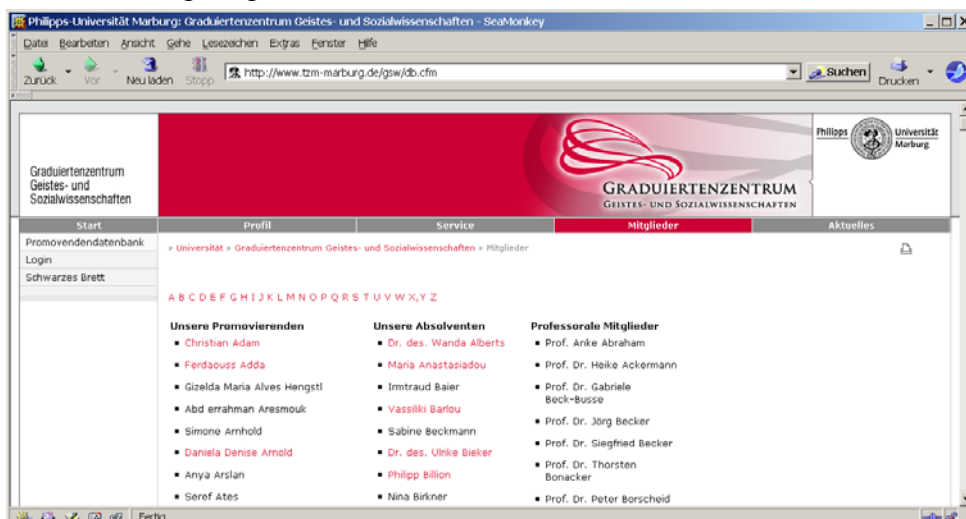 Philipps-Universität Marburg: Graduiertenzentrum Geistes- und Sozialwissenschaften - SeaMonkey
Datei Bearbeiten Ansicht Gehe Lesezeichen Extras Fenster Hilfe
Zurück Vor Neu laden Stopp http://www.tzm-marburg.de/gsw/db.cfm Suchen Drucken
Philipps Universität
Marburg
Graduiertenzentrum
Geistes- und
Sozialwissenschaften
GRADUIERTENZENTRUM
GEISTES- UND SOZIALWISSENSCHAFTEN
Start Profil Service Mitglieder Aktuelles
Promovendendatenbank
Login
Schwarzes Brett
» Universität » Graduiertenzentrum Geistes- und Sozialwissenschaften » Mitglieder
A B C D E F G H I J K L M N O P Q R S T U V W X,Y Z
Unsere Promovierenden
Christian Adam
Ferdaouss Adda
Gizelda Maria Alves Hengstl
Abd errahman Aresmouk
Simone Arnhold
Daniela Denise Arnold
Anya Arslan
Seref Ates
Unsere Absolventen
Dr. des. Wanda Alberts
Maria Anastasiadou
Irmtraud Baier
Vassiliki Barlou
Sabine Beckmann
Dr. des. Ulrike Bieker
Philipp Billion
Nina Birkner
Professorale Mitglieder
Prof. Anke Abraham
Prof. Dr. Heike Ackermann
Prof. Dr. Gabriele
Beck-Busse
Prof. Dr. Jörg Becker
Prof. Dr. Siegfried Becker
Prof. Dr. Thorsten
Bonacker
Prof. Dr. Peter Borscheid
Fertig